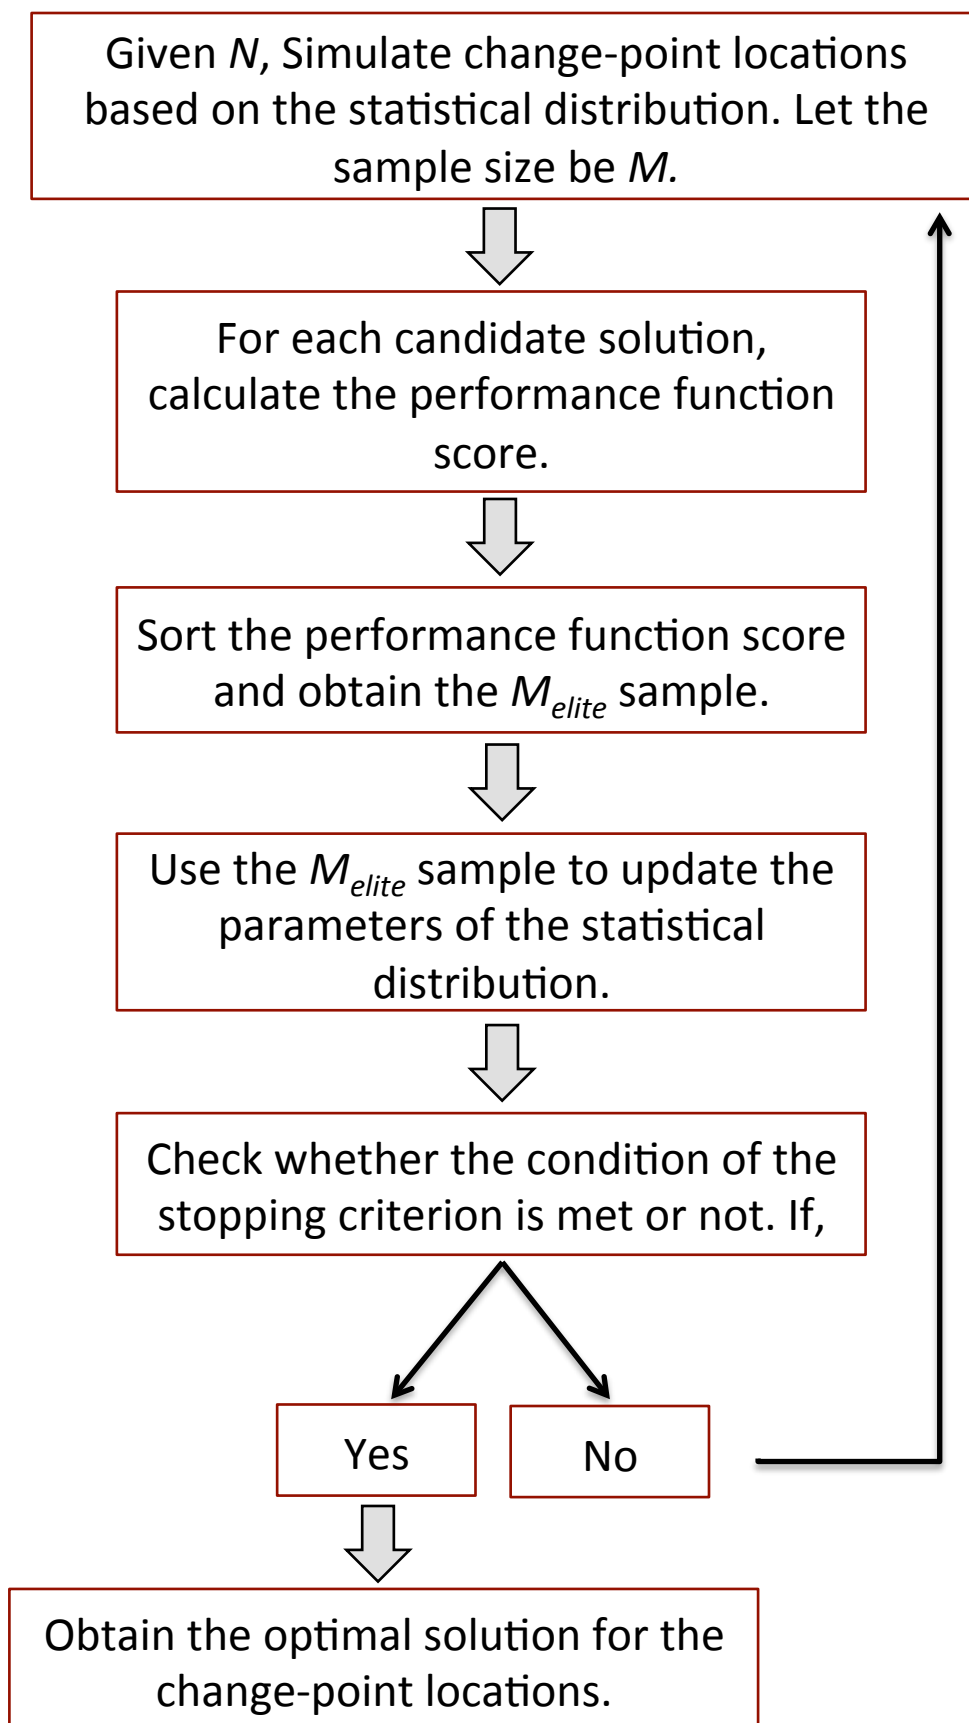 Given N, Simulate change-point locations
based on the statistical distribution. Let the
sample size be M.
For each candidate solution,
calculate the performance function
score.
Sort the performance function score
and obtain the M_elite sample.
Use the M_elite sample to update the
parameters of the statistical
distribution.
Check whether the condition of the
stopping criterion is met or not. If,
Yes
No
Obtain the optimal solution for the
change-point locations.